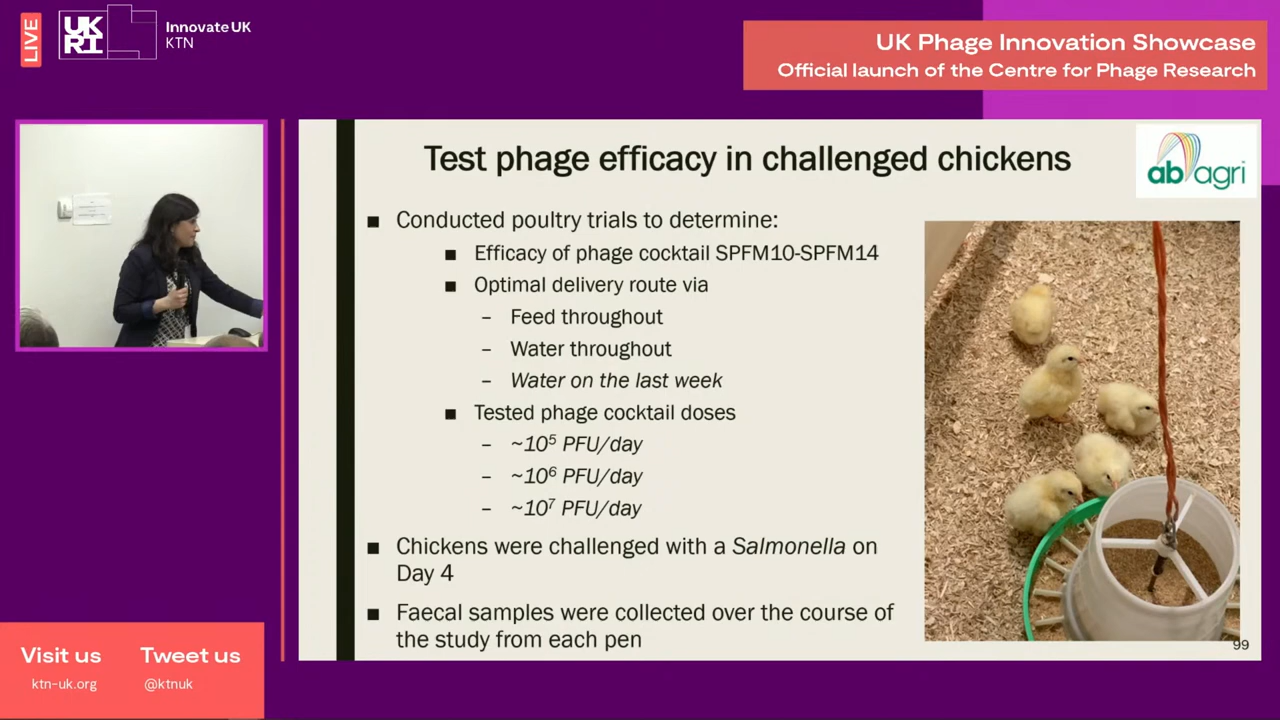 LIVE
UK
RI
Innovate UK
KTN
UK Phage Innovation Showcase
Official launch of the Centre for Phage Research
Test phage efficacy in challenged chickens
ab agri
■ Conducted poultry trials to determine:
■ Efficacy of phage cocktail SPFM10-SPFM14
■ Optimal delivery route via
– Feed throughout
– Water throughout
– Water on the last week
■ Tested phage cocktail doses
– ~10⁵ PFU/day
– ~10⁶ PFU/day
– ~10⁷ PFU/day
■ Chickens were challenged with a Salmonella on
Day 4
■ Faecal samples were collected over the course of
the study from each pen
99
Visit us
ktn-uk.org
Tweet us
@ktnuk